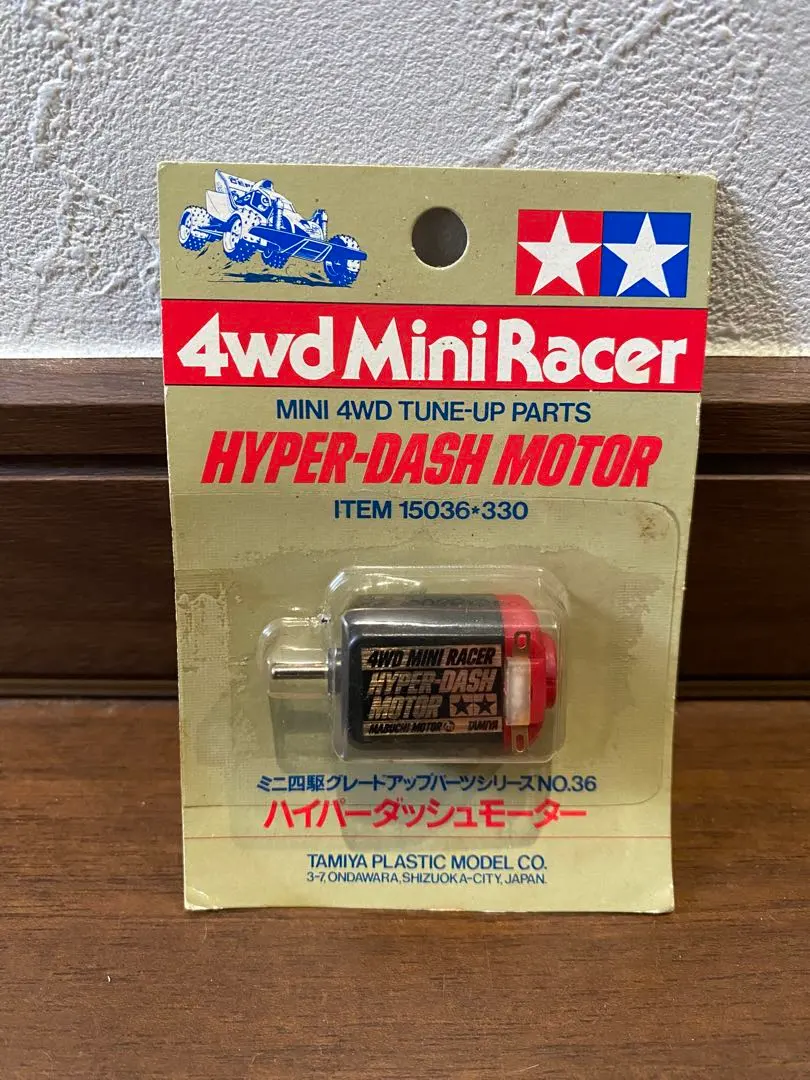 4wd Mini Racer
MINI 4WD TUNE-UP PARTS
HYPER-DASH MOTOR
ITEM 15036★330
4WD MINI RACER
HYPER-DASH
MOTOR
MABUCHI MOTOR TAMIYA
ミニ四駆グレードアップパーツシリーズNO.36
ハイパーダッシュモーター
TAMIYA PLASTIC MODEL CO.
3-7, ONDAWARA, SHIZUOKA-CITY, JAPAN.